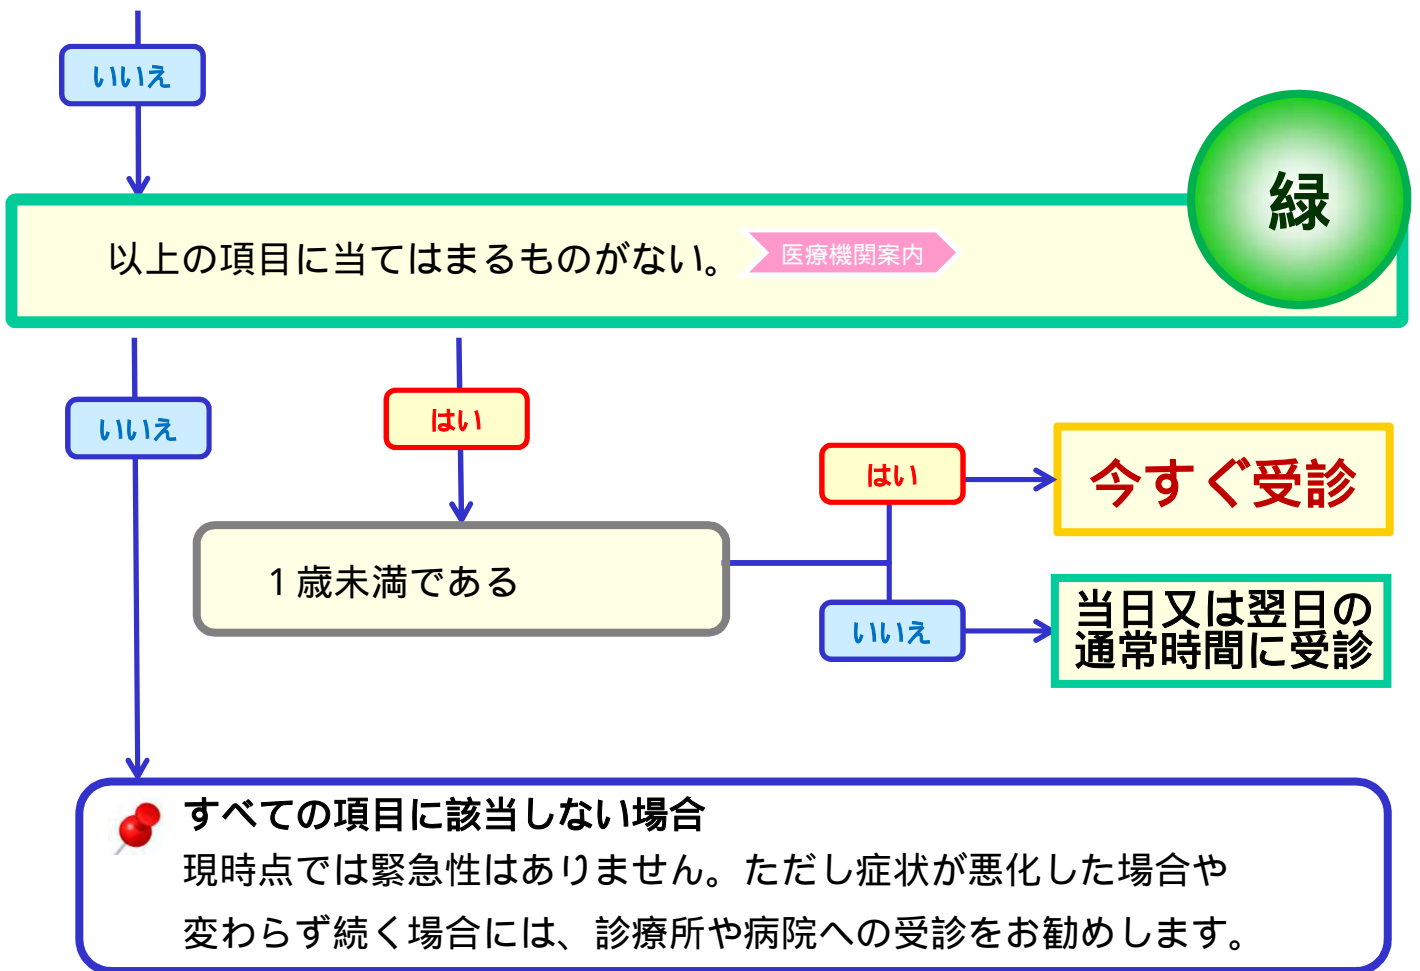 いいえ
緑
以上の項目に当てはまるものがない。
医療機関案内
いいえ
はい
はい
今すぐ受診
１歳未満である
いいえ
当日又は翌日の
通常時間に受診
すべての項目に該当しない場合
現時点では緊急性はありません。ただし症状が悪化した場合や
変わらず続く場合には、診療所や病院への受診をお勧めします。